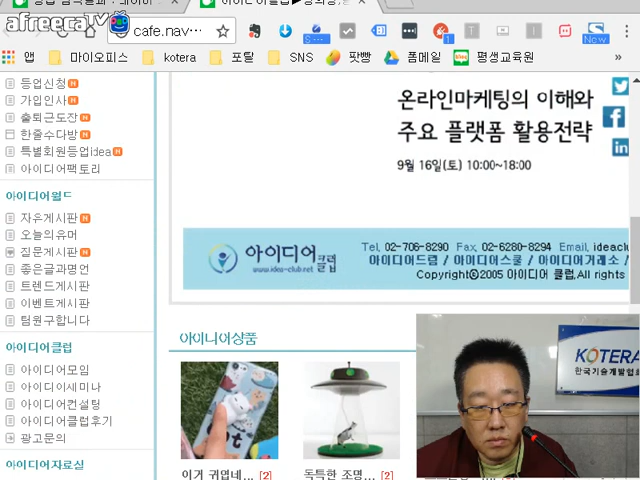 afreecaTV
cafe.nav...
New
앱 마이오피스 kotera 포탈 SNS 팟빵 폼메일 평생교육원 »
등업신청 N
가입인사 N
출퇴근도장 N
한줄수다방 N
특별회원등업idea N
아이디어팩토리
아이디어월드
자유게시판 N
오늘의유머
질문게시판 N
좋은글과명언
트렌드게시판
이벤트게시판
팀원구합니다
아이디어클럽
아이디어모임
아이디어세미나
아이디어컨설팅
아이디어클럽후기
광고문의
아이디어자료실
온라인마케팅의 이해와
주요 플랫폼 활용전략
9월 16일(토) 10:00~18:00
아이디어클럽
www.idea-club.net
Tel. 02-706-8290 Fax. 02-6280-8294 Email. ideaclu
아이디어드림 / 아이디어스쿨 / 아이디어거래소 /
Copyright©2005 아이디어 클럽.All rights
아이디어상품
이거 귀엽네... [2]
독특한 조명... [2]
KOTERA
한국기술개발협회